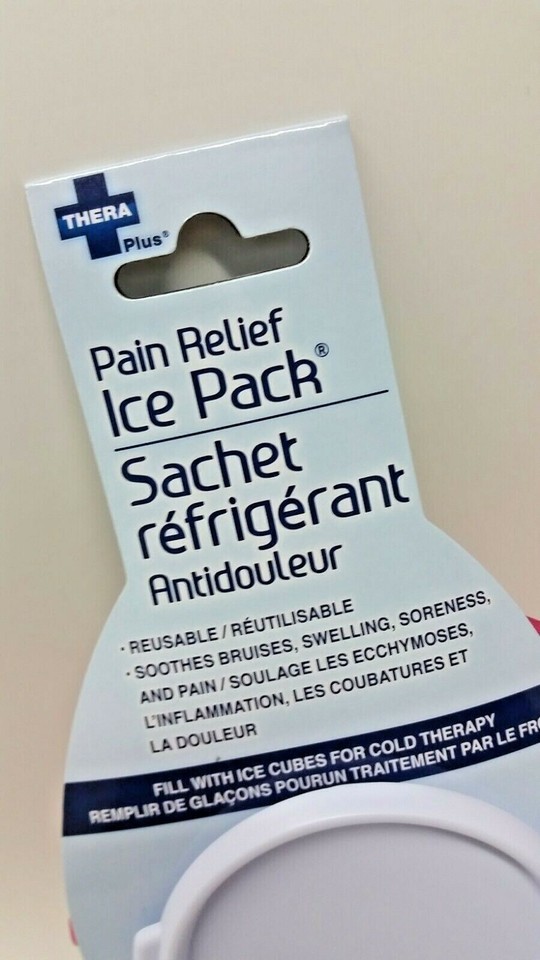 THERA
Plus®
Pain Relief
Ice Pack®
Sachet
réfrigérant
Antidouleur
· REUSABLE / RÉUTILISABLE
· SOOTHES BRUISES, SWELLING, SORENESS,
AND PAIN / SOULAGE LES ECCHYMOSES,
L'INFLAMMATION, LES COUBATURES ET
LA DOULEUR
FILL WITH ICE CUBES FOR COLD THERAPY
REMPLIR DE GLAÇONS POURUN TRAITEMENT PAR LE